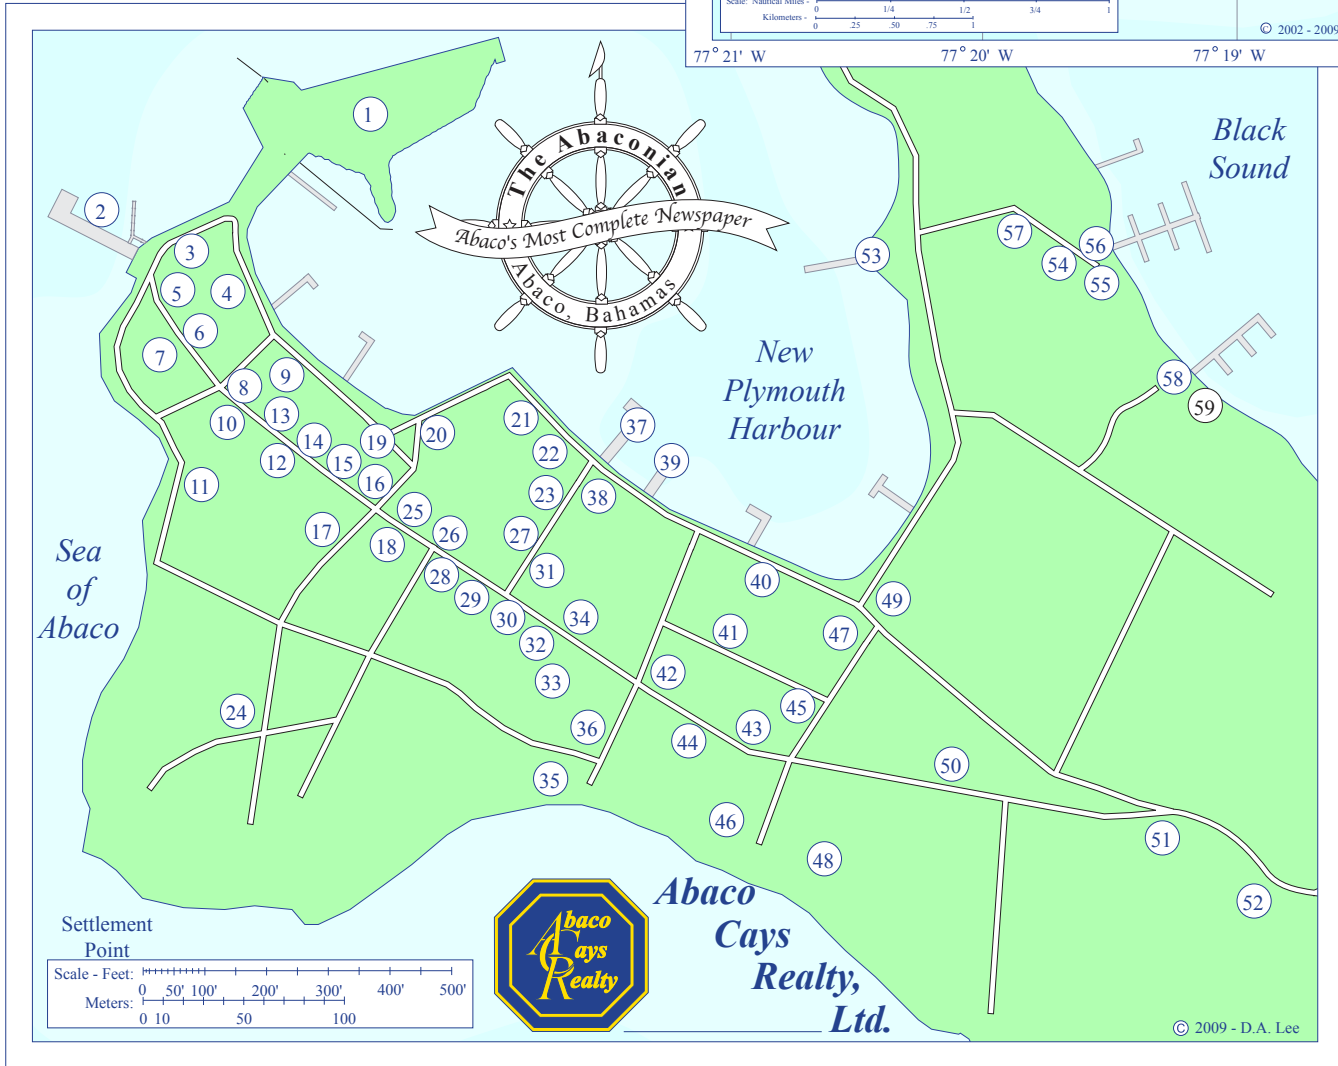 Scale: Nautical Miles -
0 1/4 1/2 3/4 1
Kilometers -
0 .25 .50 .75 1
© 2002 - 2009
77° 21' W 77° 20' W 77° 19' W
The Abaconian
Abaco's Most Complete Newspaper
Abaco, Bahamas
Black
Sound
New
Plymouth
Harbour
Sea
of
Abaco
1
2
3
4
5
6
7
8
9
10
11
12
13
14
15
16
17
18
19
20
21
22
23
24
25
26
27
28
29
30
31
32
33
34
35
36
37
38
39
40
41
42
43
44
45
46
47
48
49
50
51
52
53
54
55
56
57
58
59
Settlement
Point
Scale - Feet:
0 50' 100' 200' 300' 400' 500'
Meters:
0 10 50 100
Abaco
Cays
Realty
Abaco
Cays
Realty,
Ltd.
© 2009 - D.A. Lee